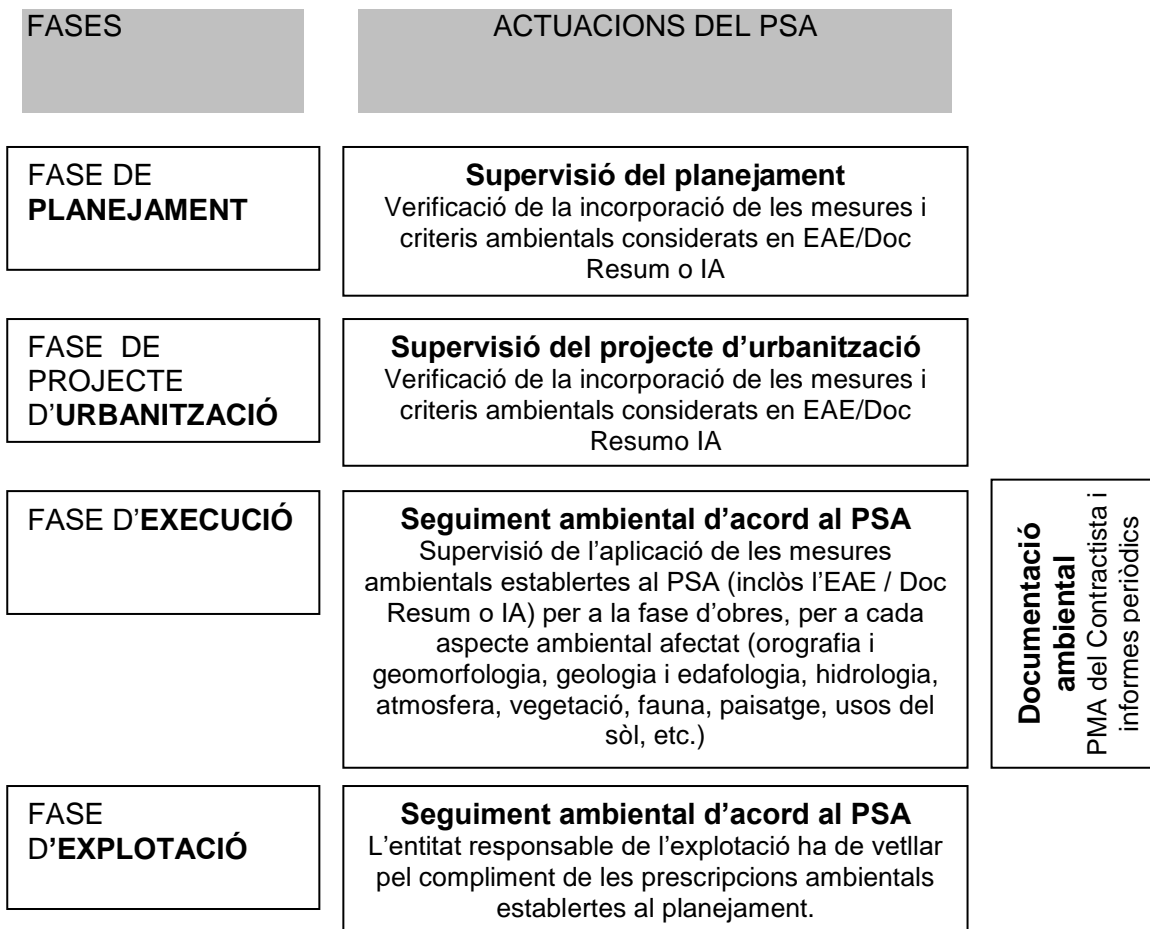 FASES
ACTUACIONS DEL PSA
FASE DE
PLANEJAMENT
Supervisió del planejament
Verificació de la incorporació de les mesures i
criteris ambientals considerats en EAE/Doc
Resum o IA
FASE DE
PROJECTE
D’URBANITZACIÓ
Supervisió del projecte d’urbanització
Verificació de la incorporació de les mesures i
criteris ambientals considerats en EAE/Doc
Resumo IA
FASE D’EXECUCIÓ
Seguiment ambiental d’acord al PSA
Supervisió de l’aplicació de les mesures
ambientals establertes al PSA (inclòs l’EAE / Doc
Resum o IA) per a la fase d’obres, per a cada
aspecte ambiental afectat (orografia i
geomorfologia, geologia i edafologia, hidrologia,
atmosfera, vegetació, fauna, paisatge, usos del
sòl, etc.)
Documentació
ambiental
PMA del Contractista i
informes periòdics
FASE
D’EXPLOTACIÓ
Seguiment ambiental d’acord al PSA
L’entitat responsable de l’explotació ha de vetllar
pel compliment de les prescripcions ambientals
establertes al planejament.